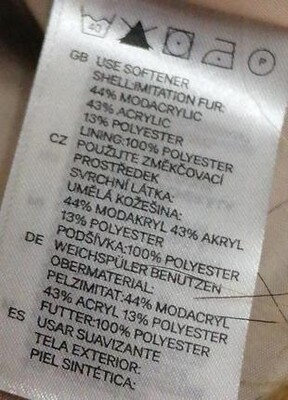 40
P
GB USE SOFTENER
SHELL:IMITATION FUR:
44% MODACRYLIC
43% ACRYLIC
13% POLYESTER
LINING:100% POLYESTER
CZ POUŽIJTE ZMĚKČOVACÍ
PROSTŘEDEK
SVRCHNÍ LÁTKA:
UMĚLÁ KOŽEŠINA:
44% MODAKRYL 43% AKRYL
13% POLYESTER
PODŠÍVKA:100% POLYESTER
DE WEICHSPÜLER BENUTZEN
OBERMATERIAL:
PELZIMITAT:44% MODACRYL
43% ACRYL 13% POLYESTER
FUTTER:100% POLYESTER
ES USAR SUAVIZANTE
TELA EXTERIOR:
PIEL SINTÉTICA: